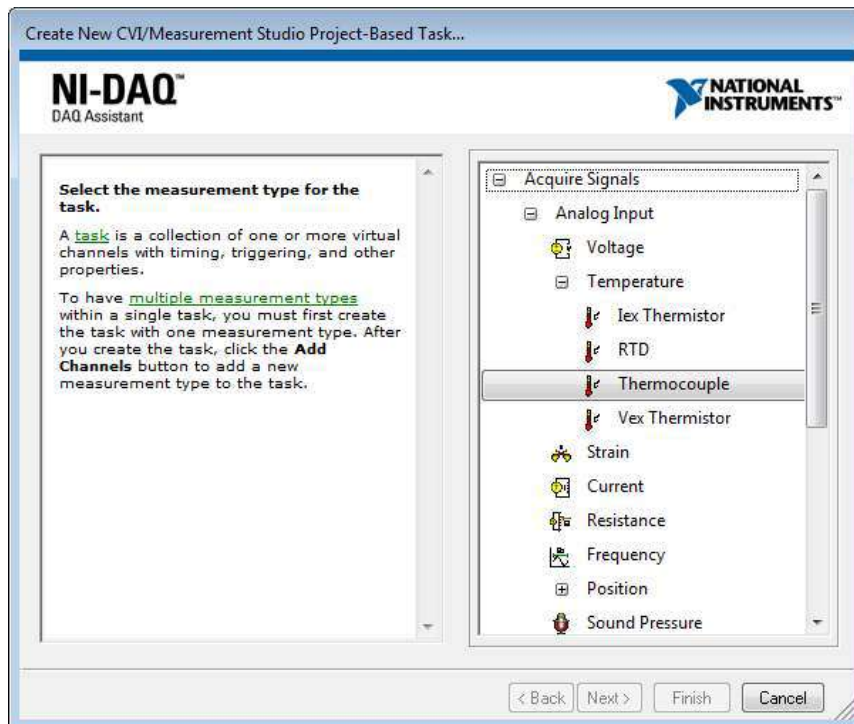 Create New CVI/Measurement Studio Project-Based Task...
NI-DAQ™
DAQ Assistant
NATIONAL
INSTRUMENTS™
Select the measurement type for the
task.
A task is a collection of one or more virtual
channels with timing, triggering, and other
properties.
To have multiple measurement types
within a single task, you must first create
the task with one measurement type. After
you create the task, click the Add
Channels button to add a new
measurement type to the task.
Acquire Signals
Analog Input
Voltage
Temperature
Iex Thermistor
RTD
Thermocouple
Vex Thermistor
Strain
Current
Resistance
Frequency
Position
Sound Pressure
< Back
Next >
Finish
Cancel